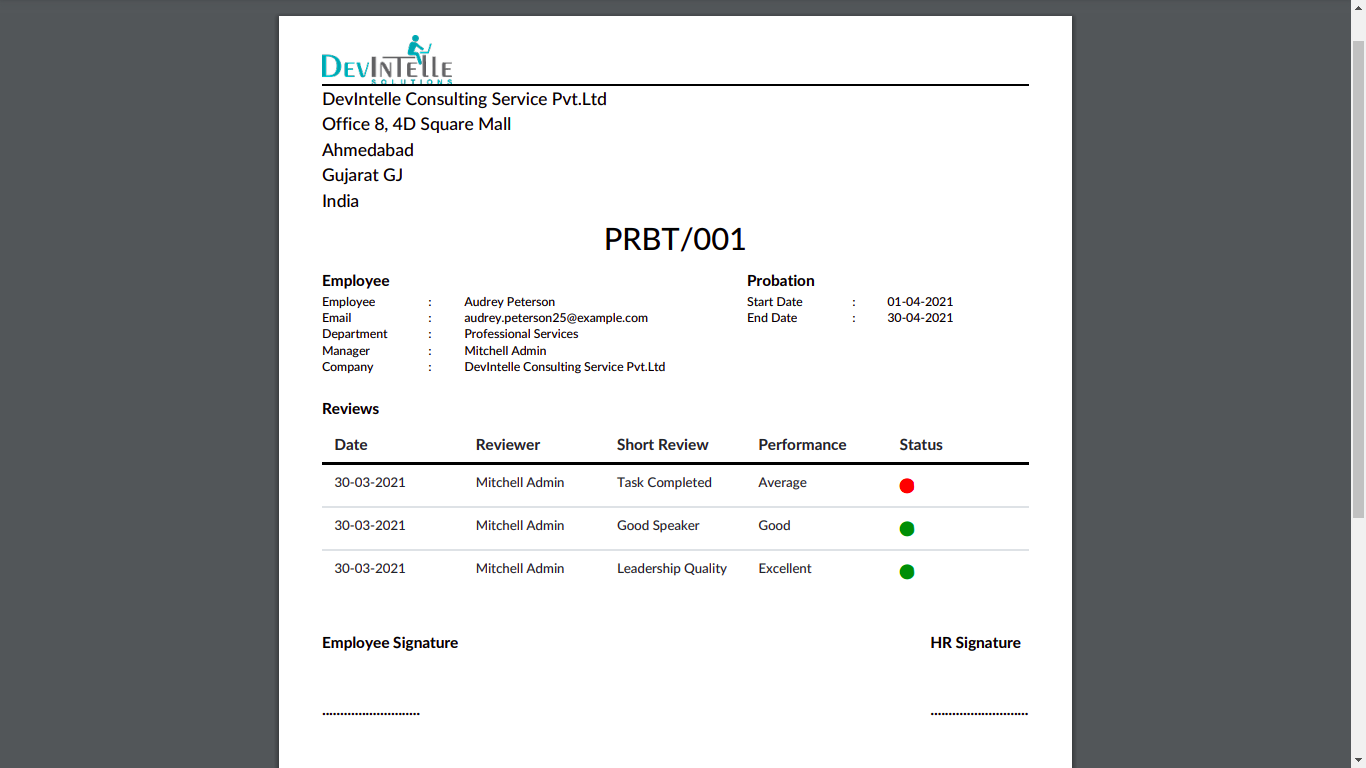 DEVINTELLE
SOLUTIONS
DevIntelle Consulting Service Pvt.Ltd
Office 8, 4D Square Mall
Ahmedabad
Gujarat GJ
India
PRBT/001
Employee Probation
Employee : Audrey Peterson Start Date : 01-04-2021
Email : audrey.peterson25@example.com End Date : 30-04-2021
Department : Professional Services
Manager : Mitchell Admin
Company : DevIntelle Consulting Service Pvt.Ltd
Reviews
Date Reviewer Short Review Performance Status
30-03-2021 Mitchell Admin Task Completed Average
30-03-2021 Mitchell Admin Good Speaker Good
30-03-2021 Mitchell Admin Leadership Quality Excellent
Employee Signature HR Signature
........................... ...........................